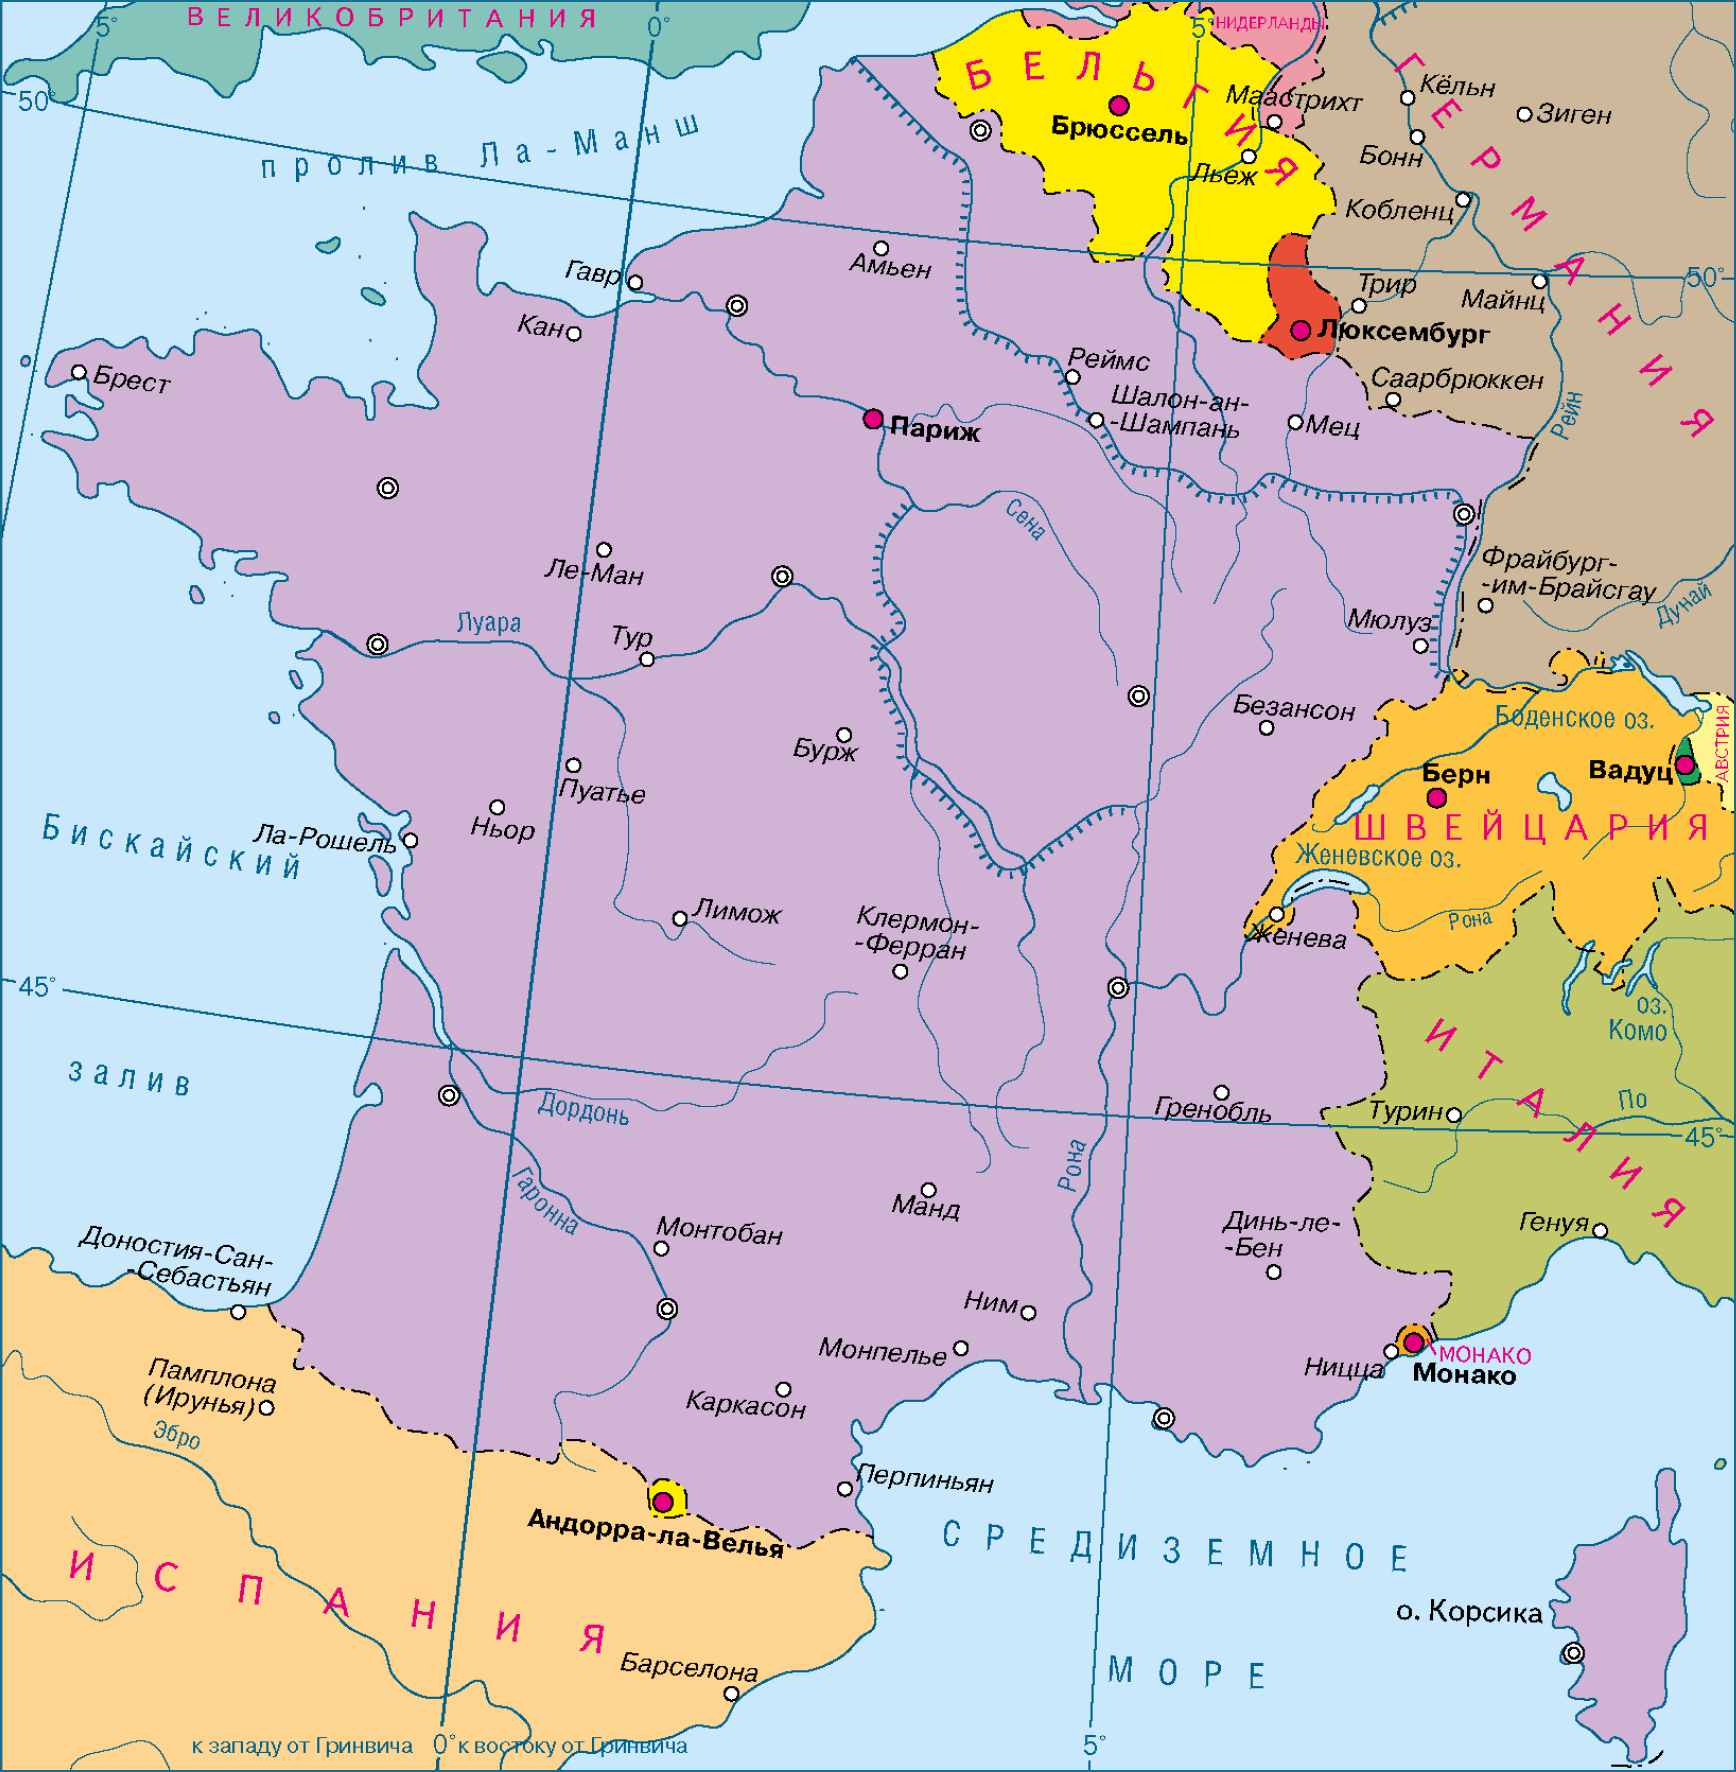 ВЕЛИКОБРИТАНИЯ
5°
0°
5°
НИДЕРЛАНДЫ
50°
пролив Ла-Манш
БЕЛЬГИЯ
Брюссель
Маастрихт
Льеж
ГЕРМАНИЯ
Кёльн
Зиген
Бонн
Кобленц
Майнц
50°
Трир
Люксембург
Саарбрюккен
Рейн
Гавр
Амьен
Кан
Брест
Париж
Реймс
Шалон-ан-
-Шампань
Мец
Сена
Ле-Ман
Луара
Тур
Фрайбург-
-им-Брайсгау
Дунай
Мюлуз
Безансон
Бурж
Пуатье
Ньор
Ла-Рошель
Бискайский
залив
Боденское оз.
АВСТРИЯ
Берн
Вадуц
ШВЕЙЦАРИЯ
Женевское оз.
Рона
Женева
Лимож
Клермон-
-Ферран
45°
оз.
Комо
ИТАЛИЯ
Дордонь
Гренобль
Турин
По
45°
Рона
Гаронна
Манд
Монтобан
Динь-ле-
-Бен
Генуя
Доностия-Сан-
-Себастьян
Ним
Монпелье
Ницца
МОНАКО
Монако
Памплона
(Ирунья)
Каркасон
Эбро
Перпиньян
Андорра-ла-Велья
СРЕДИЗЕМНОЕ
МОРЕ
ИСПАНИЯ
о. Корсика
Барселона
к западу от Гринвича 0° к востоку от Гринвича
5°